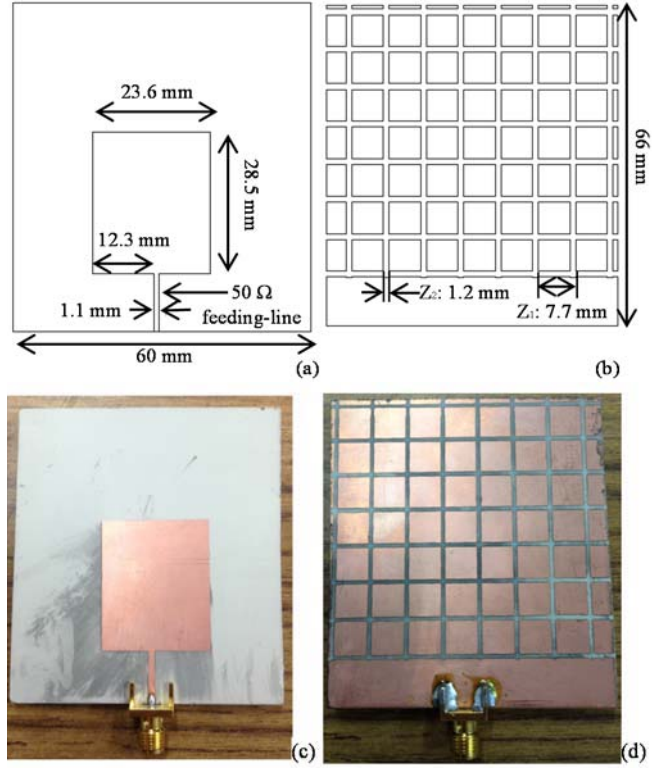 23.6 mm
28.5 mm
12.3 mm
1.1 mm
50 Ω
feeding-line
60 mm
(a)
66 mm
Z₂: 1.2 mm
Z₁: 7.7 mm
(b)
(c)
(d)